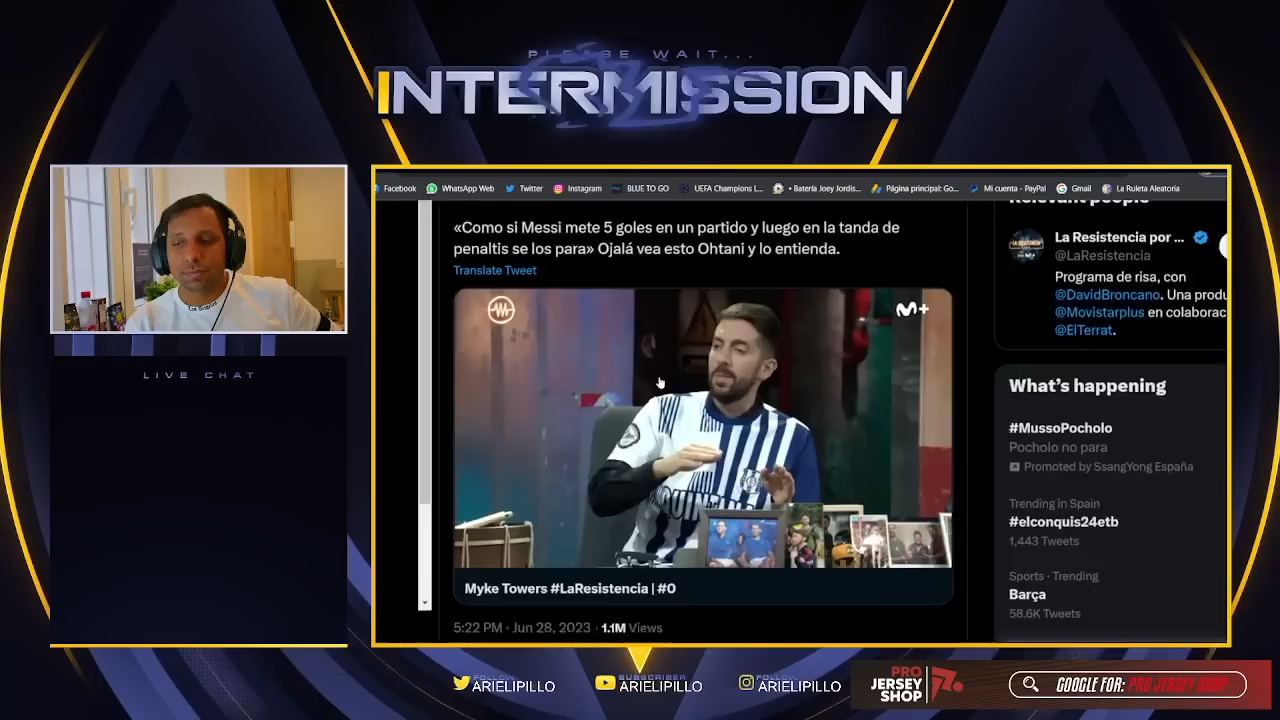 PLEASE WAIT...
INTERMISSION
Facebook
WhatsApp Web
Twitter
Instagram
BLUE TO GO
UEFA Champions L...
• Batería Joey Jordis...
Página principal: Go...
Mi cuenta - PayPal
Gmail
La Ruleta Aleatoria
Relevant people
«Como si Messi mete 5 goles en un partido y luego en la tanda de
penaltis se los para» Ojalá vea esto Ohtani y lo entienda.
Translate Tweet
M+
Myke Towers #LaResistencia | #0
5:22 PM · Jun 28, 2023 · 1.1M Views
La Resistencia por ...
@LaResistencia
Programa de risa, con
@DavidBroncano. Una produ
@Movistarplus en colaborac
@ElTerrat.
What's happening
#MussoPocholo
Pocholo no para
Promoted by SsangYong España
Trending in Spain
#elconquis24etb
1,443 Tweets
Sports · Trending
Barça
58.6K Tweets
LIVE CHAT
ARIELIPILLO
ARIELIPILLO
ARIELIPILLO
PRO
JERSEY
SHOP
GOOGLE FOR: PRO JERSEY SHOP